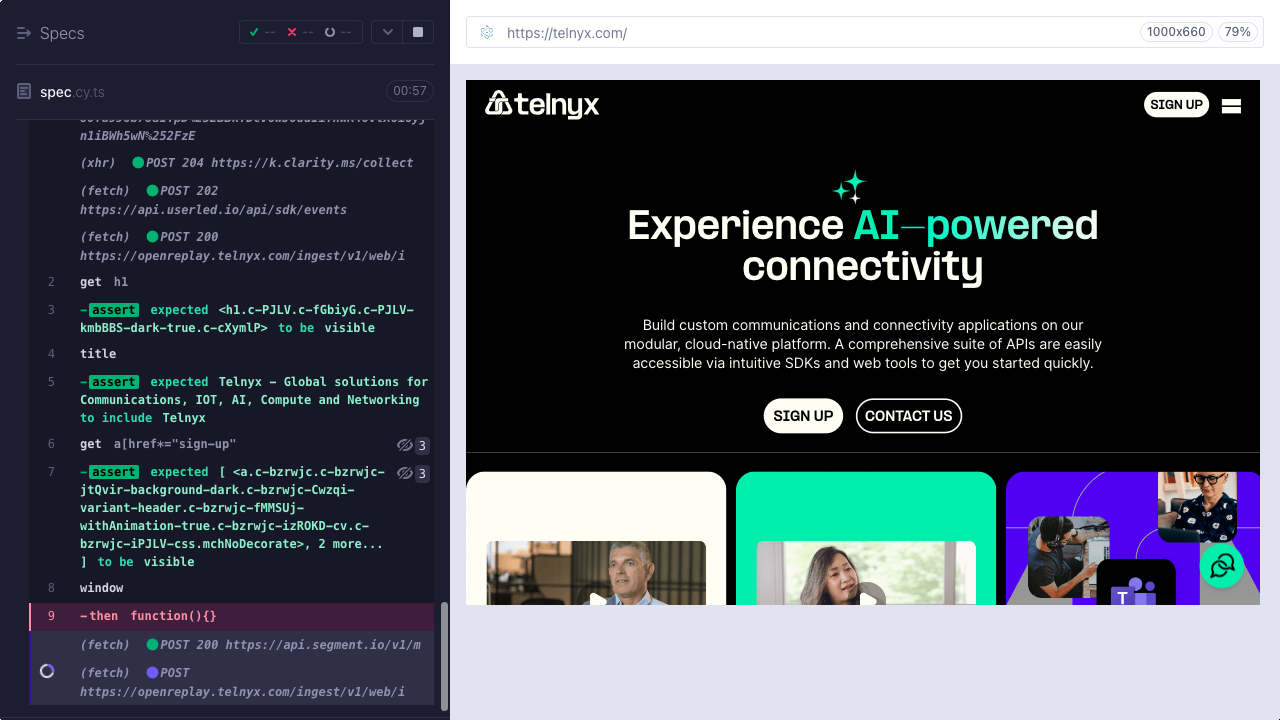 Specs
--
--
--
https://telnyx.com/
1000x660
79%
spec.cy.ts
00:57
n1iBWh5wN%252FzE
(xhr) POST 204 https://k.clarity.ms/collect
(fetch) POST 202
https://api.userled.io/api/sdk/events
(fetch) POST 200
https://openreplay.telnyx.com/ingest/v1/web/i
2 get h1
3 -assert expected <h1.c-PJLV.c-fGbiyG.c-PJLV-
kmbBBS-dark-true.c-cXymlP> to be visible
4 title
5 -assert expected Telnyx - Global solutions for
Communications, IOT, AI, Compute and Networking
to include Telnyx
6 get a[href*="sign-up"] 3
7 -assert expected [ <a.c-bzrwjc.c-bzrwjc-
3
jtQvir-background-dark.c-bzrwjc-Cwzqi-
variant-header.c-bzrwjc-fMMSUj-
withAnimation-true.c-bzrwjc-izROKD-cv.c-
bzrwjc-iPJLV-css.mchNoDecorate>, 2 more...
] to be visible
8 window
9 -then function(){}
(fetch) POST 200 https://api.segment.io/v1/m
(fetch) POST
https://openreplay.telnyx.com/ingest/v1/web/i
telnyx
SIGN UP
Experience AI-powered
connectivity
Build custom communications and connectivity applications on our
modular, cloud-native platform. A comprehensive suite of APIs are easily
accessible via intuitive SDKs and web tools to get you started quickly.
SIGN UP
CONTACT US
T